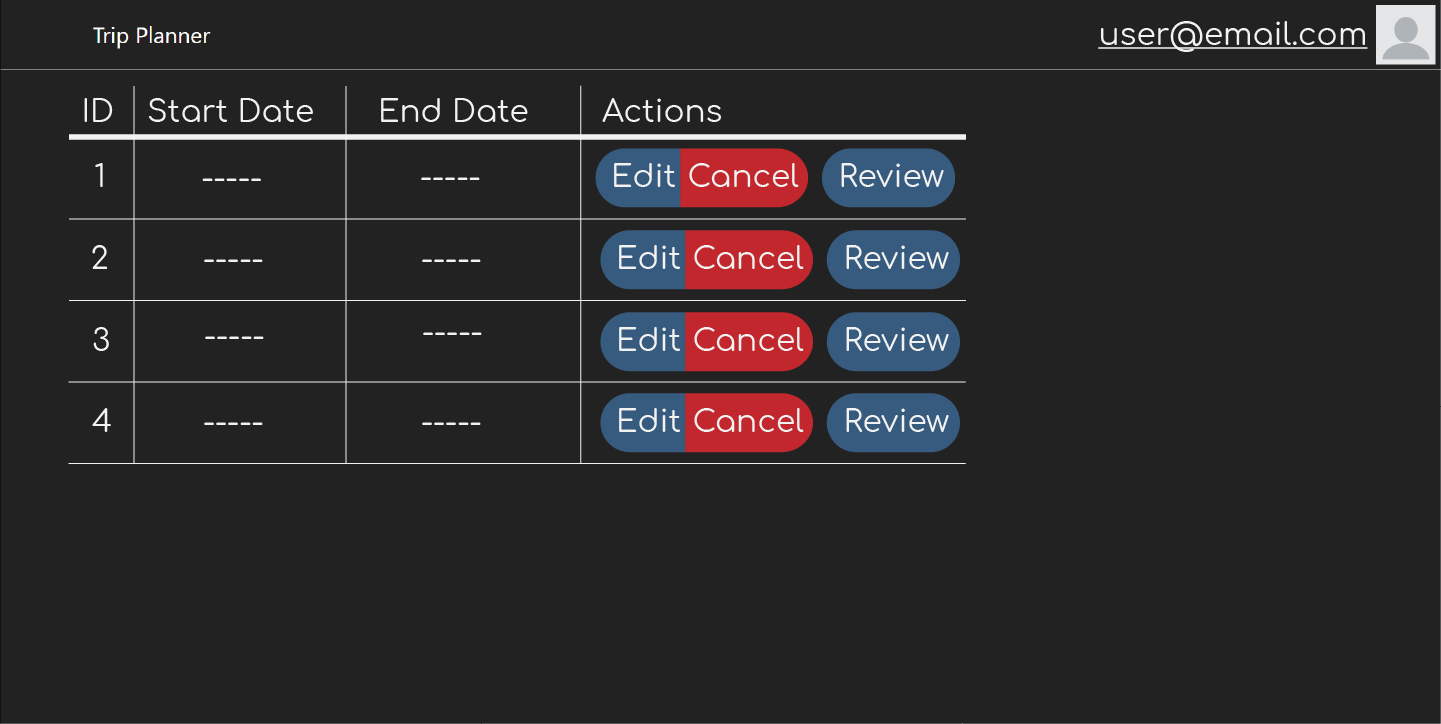 Trip Planner user@email.com
ID Start Date End Date Actions
1 ----- ----- Edit Cancel Review
2 ----- ----- Edit Cancel Review
3 ----- ----- Edit Cancel Review
4 ----- ----- Edit Cancel Review